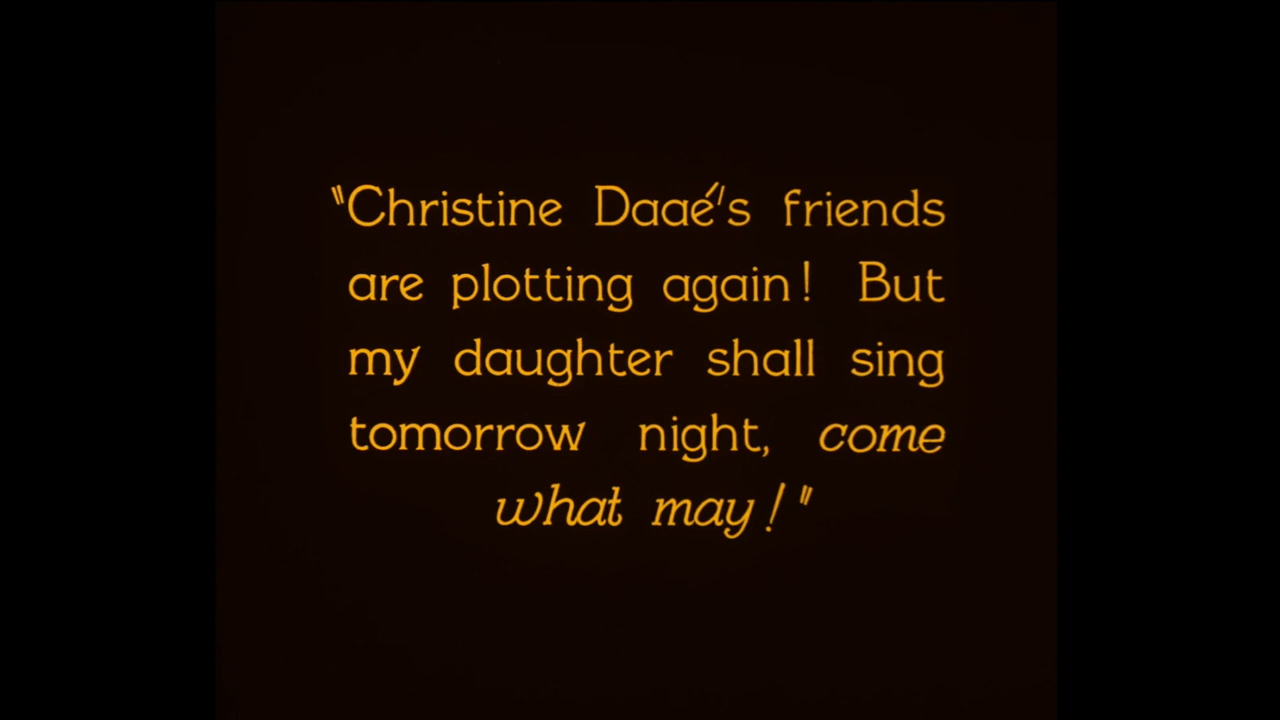 "Christine Daaé's friends
are plotting again! But
my daughter shall sing
tomorrow night, come
what may!"